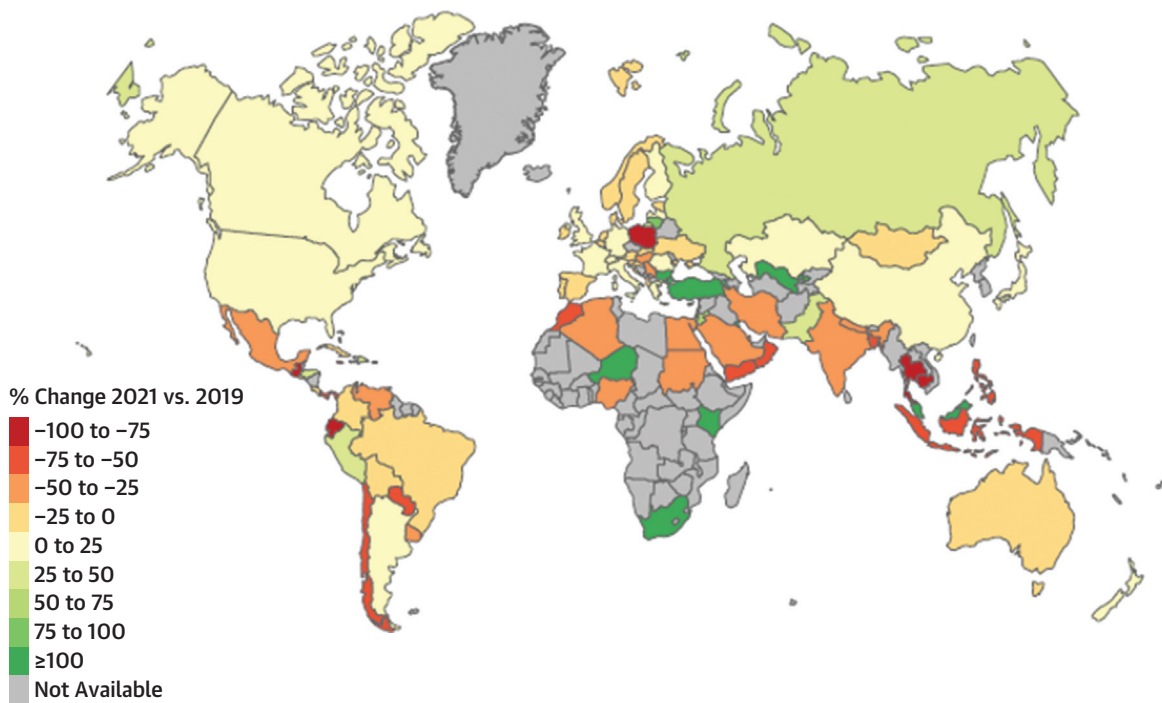 % Change 2021 vs. 2019
−100 to −75
−75 to −50
−50 to −25
−25 to 0
0 to 25
25 to 50
50 to 75
75 to 100
≥100
Not Available